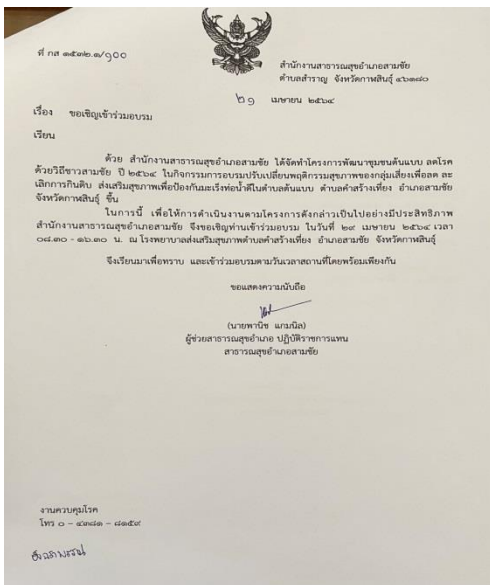 ที่ กส ๑๕๓๒.๑/๑๐๐
สำนักงานสาธารณสุขอำเภอสามชัย
ตำบลสำราญ จังหวัดกาฬสินธุ์ ๔๖๑๘๐
๒๑ เมษายน ๒๕๖๔
เรื่อง ขอเชิญเข้าร่วมอบรม
เรียน
ด้วย สำนักงานสาธารณสุขอำเภอสามชัย ได้จัดทำโครงการพัฒนาชุมชนต้นแบบ ลดโรค
ด้วยวิถีชาวสามชัย ปี ๒๕๖๔ ในกิจกรรมการอบรมปรับเปลี่ยนพฤติกรรมสุขภาพของกลุ่มเสี่ยงเพื่อลด ละ
เลิกการกินดิบ ส่งเสริมสุขภาพเพื่อป้องกันมะเร็งท่อน้ำดีในตำบลต้นแบบ ตำบลคำสร้างเที่ยง อำเภอสามชัย
จังหวัดกาฬสินธุ์ ขึ้น
ในการนี้ เพื่อให้การดำเนินงานตามโครงการดังกล่าวเป็นไปอย่างมีประสิทธิภาพ
สำนักงานสาธารณสุขอำเภอสามชัย จึงขอเชิญท่านเข้าร่วมอบรม ในวันที่ ๒๙ เมษายน ๒๕๖๔ เวลา
๐๘.๓๐ - ๑๖.๓๐ น. ณ โรงพยาบาลส่งเสริมสุขภาพตำบลคำสร้างเที่ยง อำเภอสามชัย จังหวัดกาฬสินธุ์
จึงเรียนมาเพื่อทราบ และเข้าร่วมอบรมตามวันเวลาสถานที่โดยพร้อมเพียงกัน
ขอแสดงความนับถือ
(นายพานิช แกมนิล)
ผู้ช่วยสาธารณสุขอำเภอ ปฏิบัติราชการแทน
สาธารณสุขอำเภอสามชัย
งานควบคุมโรค
โทร ๐ – ๔๓๘๑ – ๘๑๕๙